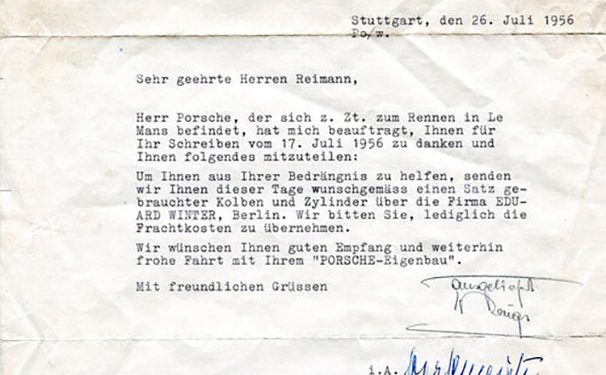 Stuttgart, den 26. Juli 1956
Po/w.
Sehr geehrte Herren Reimann,
Herr Porsche, der sich z. Zt. zum Rennen in Le
Mans befindet, hat mich beauftragt, Ihnen für
Ihr Schreiben vom 17. Juli 1956 zu danken und
Ihnen folgendes mitzuteilen:
Um Ihnen aus Ihrer Bedrängnis zu helfen, senden
wir Ihnen dieser Tage wunschgemäss einen Satz ge-
brauchter Kolben und Zylinder über die Firma EDU-
ARD WINTER, Berlin. Wir bitten Sie, lediglich die
Frachtkosten zu übernehmen.
Wir wünschen Ihnen guten Empfang und weiterhin
frohe Fahrt mit Ihrem "PORSCHE-Eigenbau".
Mit freundlichen Grüssen
i.A.